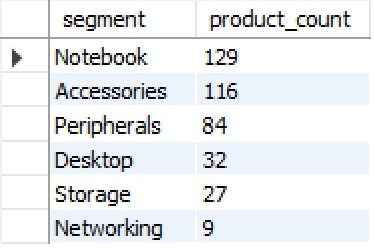 segment product_count
Notebook 129
Accessories 116
Peripherals 84
Desktop 32
Storage 27
Networking 9